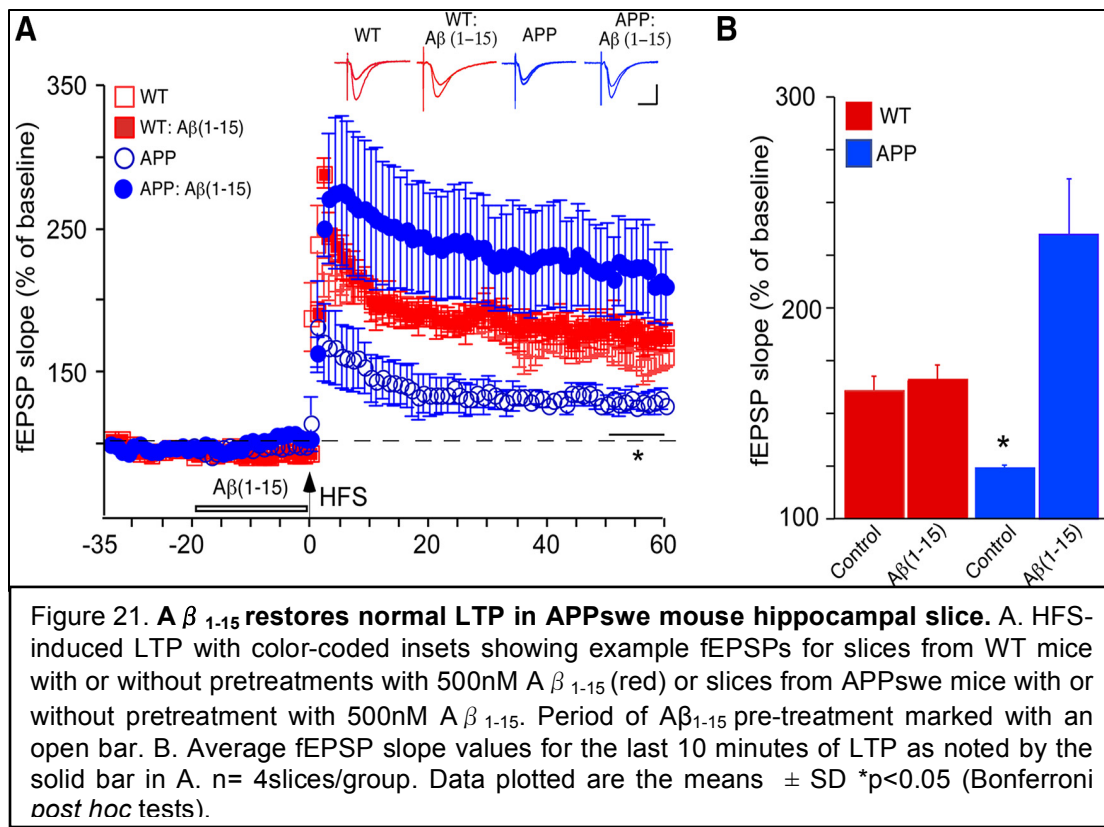 A
WT
WT:
Aβ (1–15)
APP
APP:
Aβ (1–15)
350
250
150
fEPSP slope (% of baseline)
WT
WT: Aβ(1-15)
APP
APP: Aβ(1-15)
Aβ(1-15)
HFS
*
-35
-20
0
20
40
60
B
300
200
100
fEPSP slope (% of baseline)
WT
APP
*
Control
Aβ(1-15)
Control
Aβ(1-15)
Figure 21. A β 1-15 restores normal LTP in APPswe mouse hippocampal slice. A. HFS-
induced LTP with color-coded insets showing example fEPSPs for slices from WT mice
with or without pretreatments with 500nM A β 1-15 (red) or slices from APPswe mice with or
without pretreatment with 500nM A β 1-15. Period of Aβ1-15 pre-treatment marked with an
open bar. B. Average fEPSP slope values for the last 10 minutes of LTP as noted by the
solid bar in A. n= 4slices/group. Data plotted are the means ± SD *p<0.05 (Bonferroni
post hoc tests).